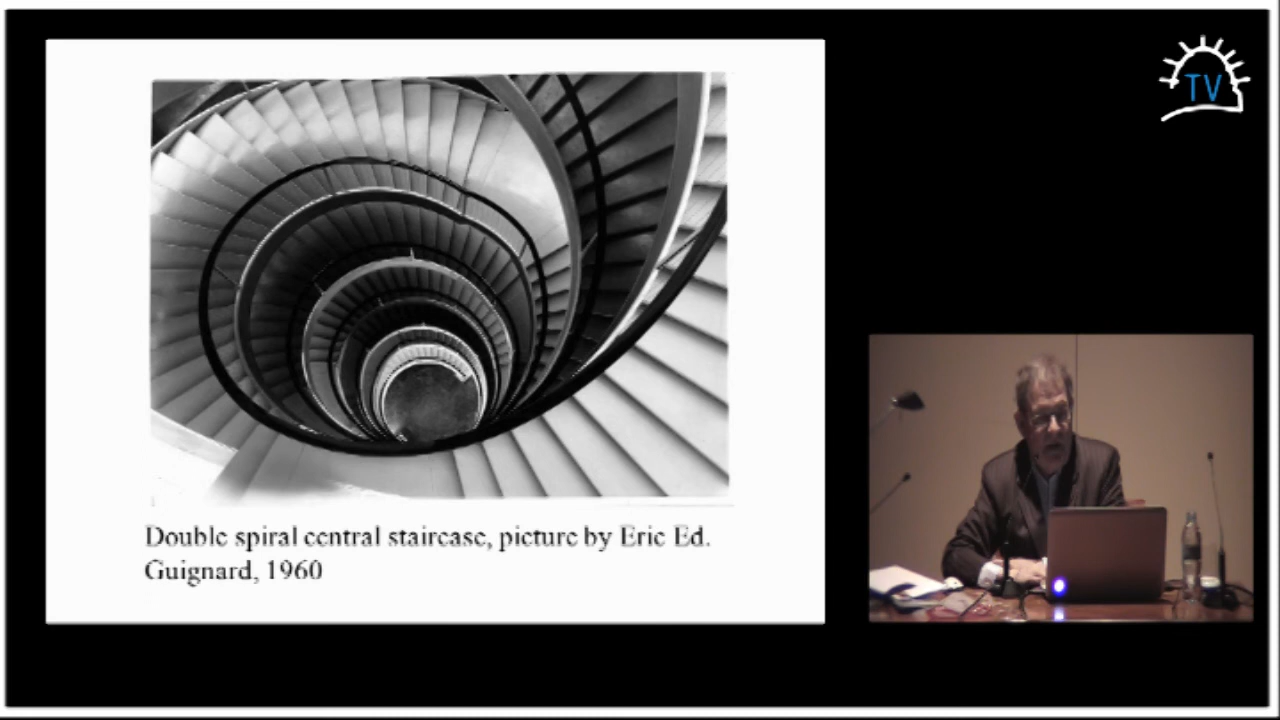 Double spiral central staircase, picture by Eric Ed.
Guignard, 1960
TV